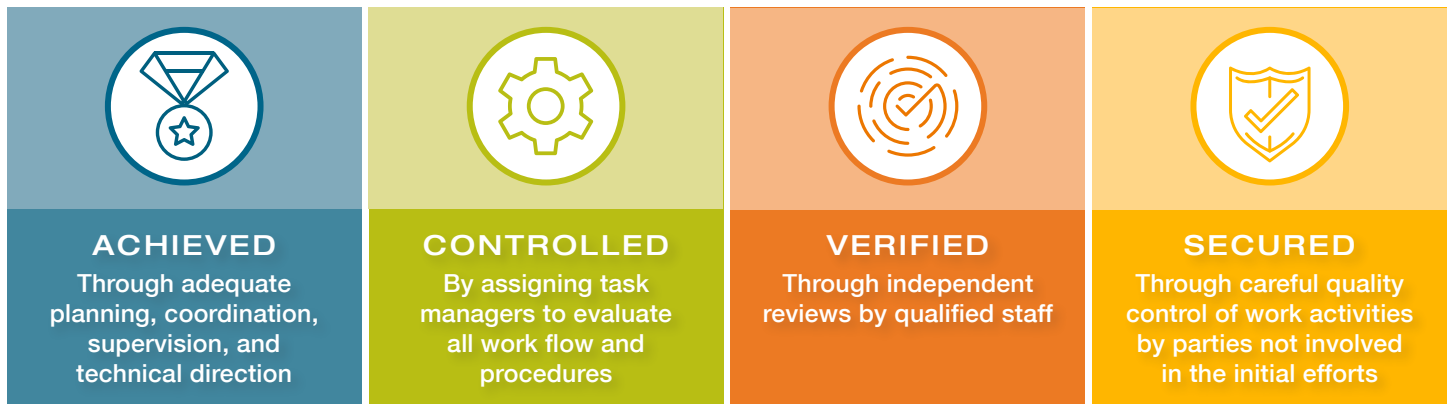 ACHIEVED
Through adequate
planning, coordination,
supervision, and
technical direction
CONTROLLED
By assigning task
managers to evaluate
all work flow and
procedures
VERIFIED
Through independent
reviews by qualified staff
SECURED
Through careful quality
control of work activities
by parties not involved
in the initial efforts